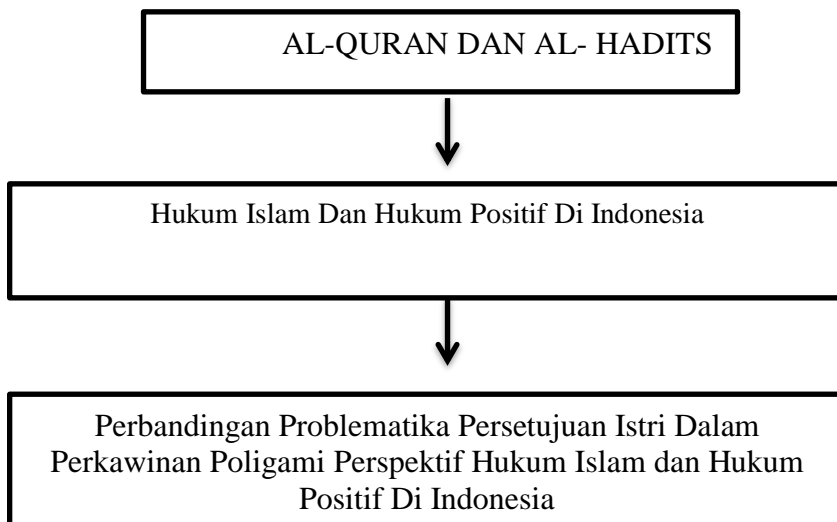 AL-QURAN DAN AL- HADITS
Hukum Islam Dan Hukum Positif Di Indonesia
Perbandingan Problematika Persetujuan Istri Dalam
Perkawinan Poligami Perspektif Hukum Islam dan Hukum
Positif Di Indonesia